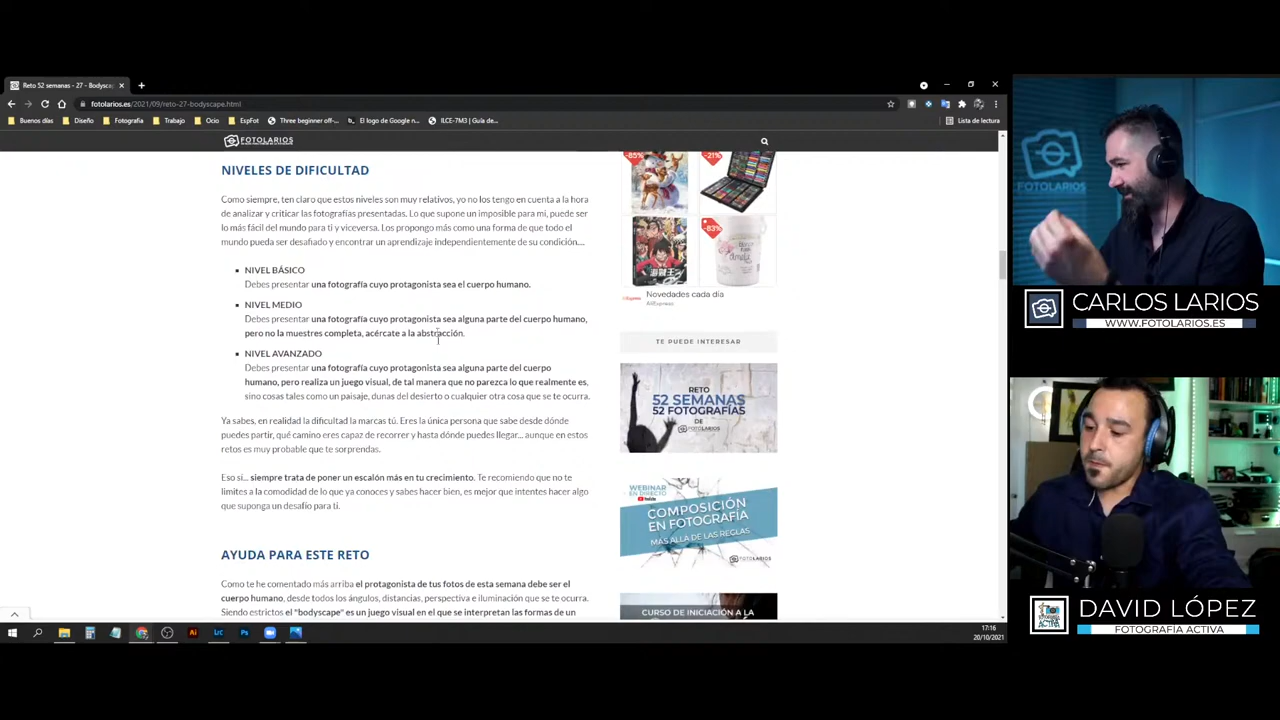 Reto 52 semanas - 27 - Bodysca
fotolarios.es/2021/09/reto-27-bodyscape.html
Buenos días
Diseño
Fotografia
Trabajo
Ocio
EspFot
Three beginner off-...
El logo de Google n...
ILCE-7M3 | Guía de...
Lista de lectura
FOTOLARIOS
NIVELES DE DIFICULTAD
Como siempre, ten claro que estos niveles son muy relativos, yo no los tengo en cuenta a la hora
de analizar y criticar las fotografías presentadas. Lo que supone un imposible para mi, puede ser
lo más fácil del mundo para ti y viceversa. Los propongo más como una forma de que todo el
mundo pueda ser desafiado y encontrar un aprendizaje independientemente de su condición....
NIVEL BÁSICO
Debes presentar una fotografía cuyo protagonista sea el cuerpo humano.
NIVEL MEDIO
Debes presentar una fotografía cuyo protagonista sea alguna parte del cuerpo humano,
pero no la muestres completa, acércate a la abstracción.
NIVEL AVANZADO
Debes presentar una fotografía cuyo protagonista sea alguna parte del cuerpo
humano, pero realiza un juego visual, de tal manera que no parezca lo que realmente es,
sino cosas tales como un paisaje, dunas del desierto o cualquier otra cosa que se te ocurra.
Ya sabes, en realidad la dificultad la marcas tú. Eres la única persona que sabe desde dónde
puedes partir, qué camino eres capaz de recorrer y hasta dónde puedes llegar... aunque en estos
retos es muy probable que te sorprendas.
Eso si... siempre trata de poner un escalón más en tu crecimiento. Te recomiendo que no te
limites a la comodidad de lo que ya conoces y sabes hacer bien, es mejor que intentes hacer algo
que suponga un desafío para ti.
AYUDA PARA ESTE RETO
Como te he comentado más arriba el protagonista de tus fotos de esta semana debe ser el
cuerpo humano, desde todos los ángulos, distancias, perspectiva e iluminación que se te ocurra.
Siendo estrictos el "bodyscape" es un juego visual en el que se interpretan las formas de un
-85%
-21%
-83%
Novedades cada día
AliExpress
TE PUEDE INTERESAR
RETO
52 SEMANAS
52 FOTOGRAFÍAS
DE
FOTOLARIOS
WEBINAR
EN DIRECTO
YouTube
COMPOSICIÓN
EN FOTOGRAFÍA
MÁS ALLÁ DE LAS REGLAS
FOTOLARIOS
CURSO DE INICIACIÓN A LA
17:16
20/10/2021
FOTOLARIOS
CARLOS LARIOS
WWW.FOTOLARIOS.ES
DAVID LÓPEZ
FOTOGRAFÍA ACTIVA